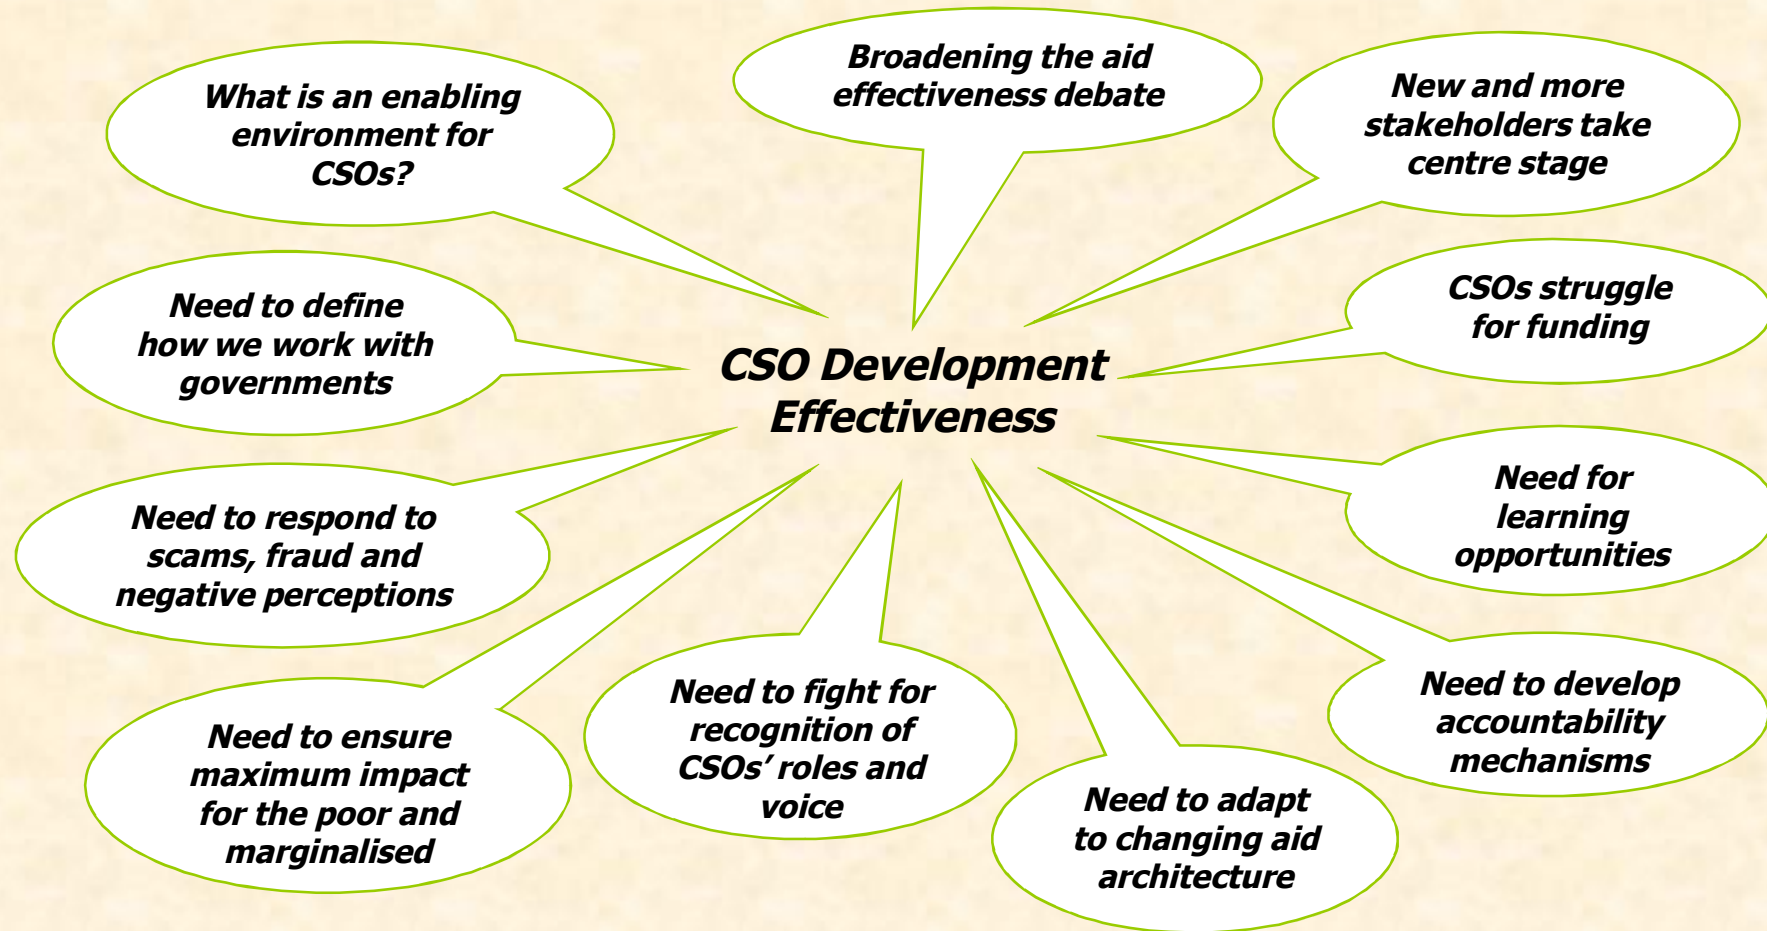 What is an enabling
environment for
CSOs?
Broadening the aid
effectiveness debate
New and more
stakeholders take
centre stage
Need to define
how we work with
governments
CSOs struggle
for funding
CSO Development
Effectiveness
Need to respond to
scams, fraud and
negative perceptions
Need for
learning
opportunities
Need to ensure
maximum impact
for the poor and
marginalised
Need to fight for
recognition of
CSOs’ roles and
voice
Need to adapt
to changing aid
architecture
Need to develop
accountability
mechanisms